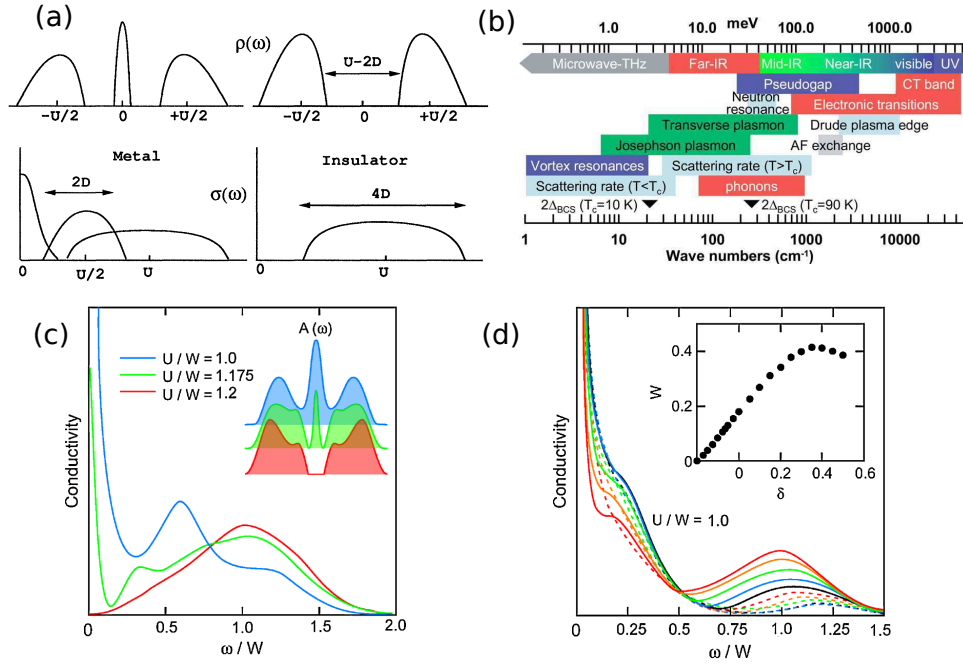 (a)
ρ(ω)
U-2D
-U/2 0 +U/2
-U/2 0 +U/2
Metal
2D
σ(ω)
0 U/2 U
Insulator
4D
0 U
(b)
meV
1.0 10.0 100.0 1000.0
Microwave-THz Far-IR Mid-IR Near-IR visible UV
Pseudogap CT band
Neutron
resonance Electronic transitions
Transverse plasmon Drude plasma edge
Josephson plasmon AF exchange
Vortex resonances Scattering rate (T>Tc)
Scattering rate (T<Tc) phonons
2ΔBCS (Tc=10 K) 2ΔBCS (Tc=90 K)
1 10 100 1000 10000
Wave numbers (cm⁻¹)
(c)
A (ω)
U / W = 1.0
U / W = 1.175
U / W = 1.2
Conductivity
0 0.5 1.0 1.5 2.0
ω / W
(d)
0.4
0.2
0
W
0 0.2 0.4 0.6
δ
U / W = 1.0
Conductivity
0 0.25 0.50 0.75 1.00 1.25 1.5
ω / W